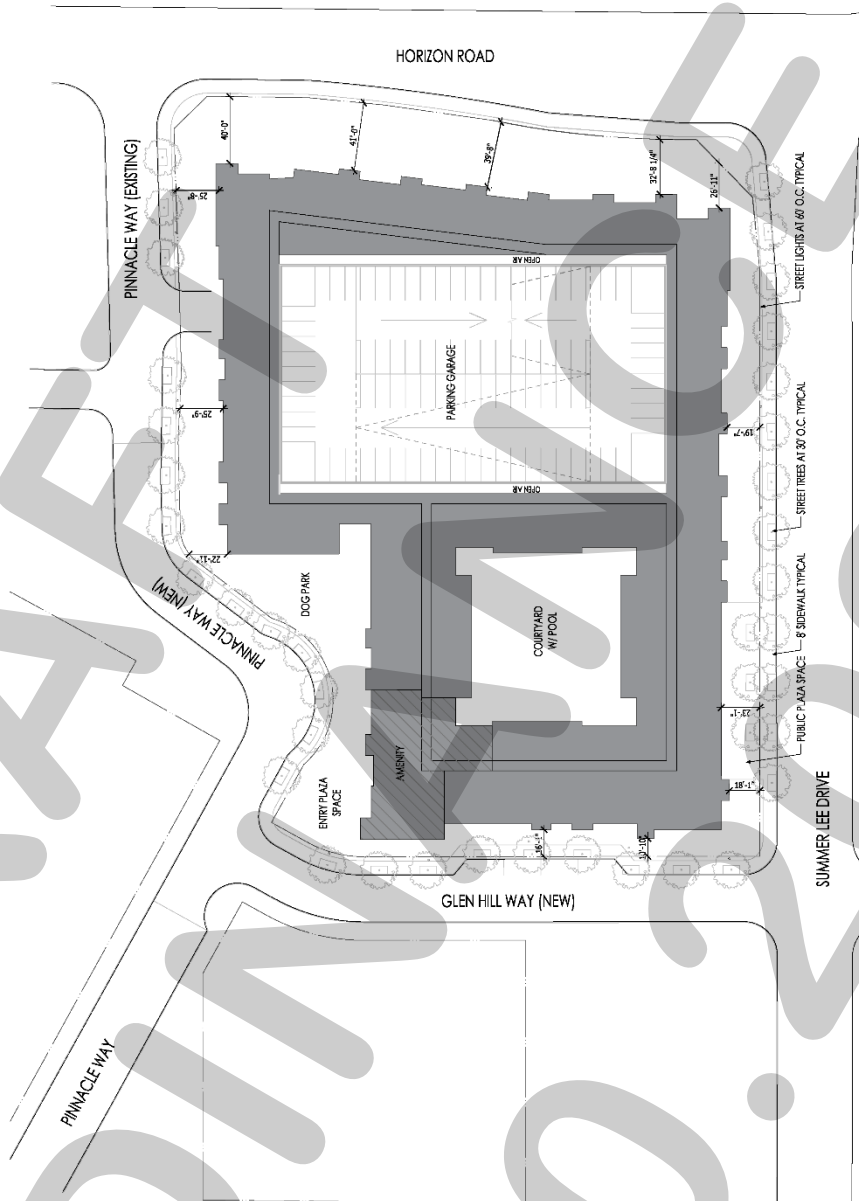 HORIZON ROAD
PINNACLE WAY (EXISTING)
40'-0"
41'-0"
39'-8"
32'-8 1/4"
26'-11"
25'-8"
OPEN AIR
STREET LIGHTS AT 60' O.C. TYPICAL
PARKING GARAGE
25'-9"
19'-7"
STREET TREES AT 30' O.C. TYPICAL
OPEN AIR
22'-11"
PINNACLE WAY (NEW)
DOG PARK
COURTYARD
W/ POOL
8' SIDEWALK TYPICAL
23'-1"
PUBLIC PLAZA SPACE
AMENITY
18'-1"
ENTRY PLAZA
SPACE
16'-1"
SUMMER LEE DRIVE
GLEN HILL WAY (NEW)
PINNACLE WAY